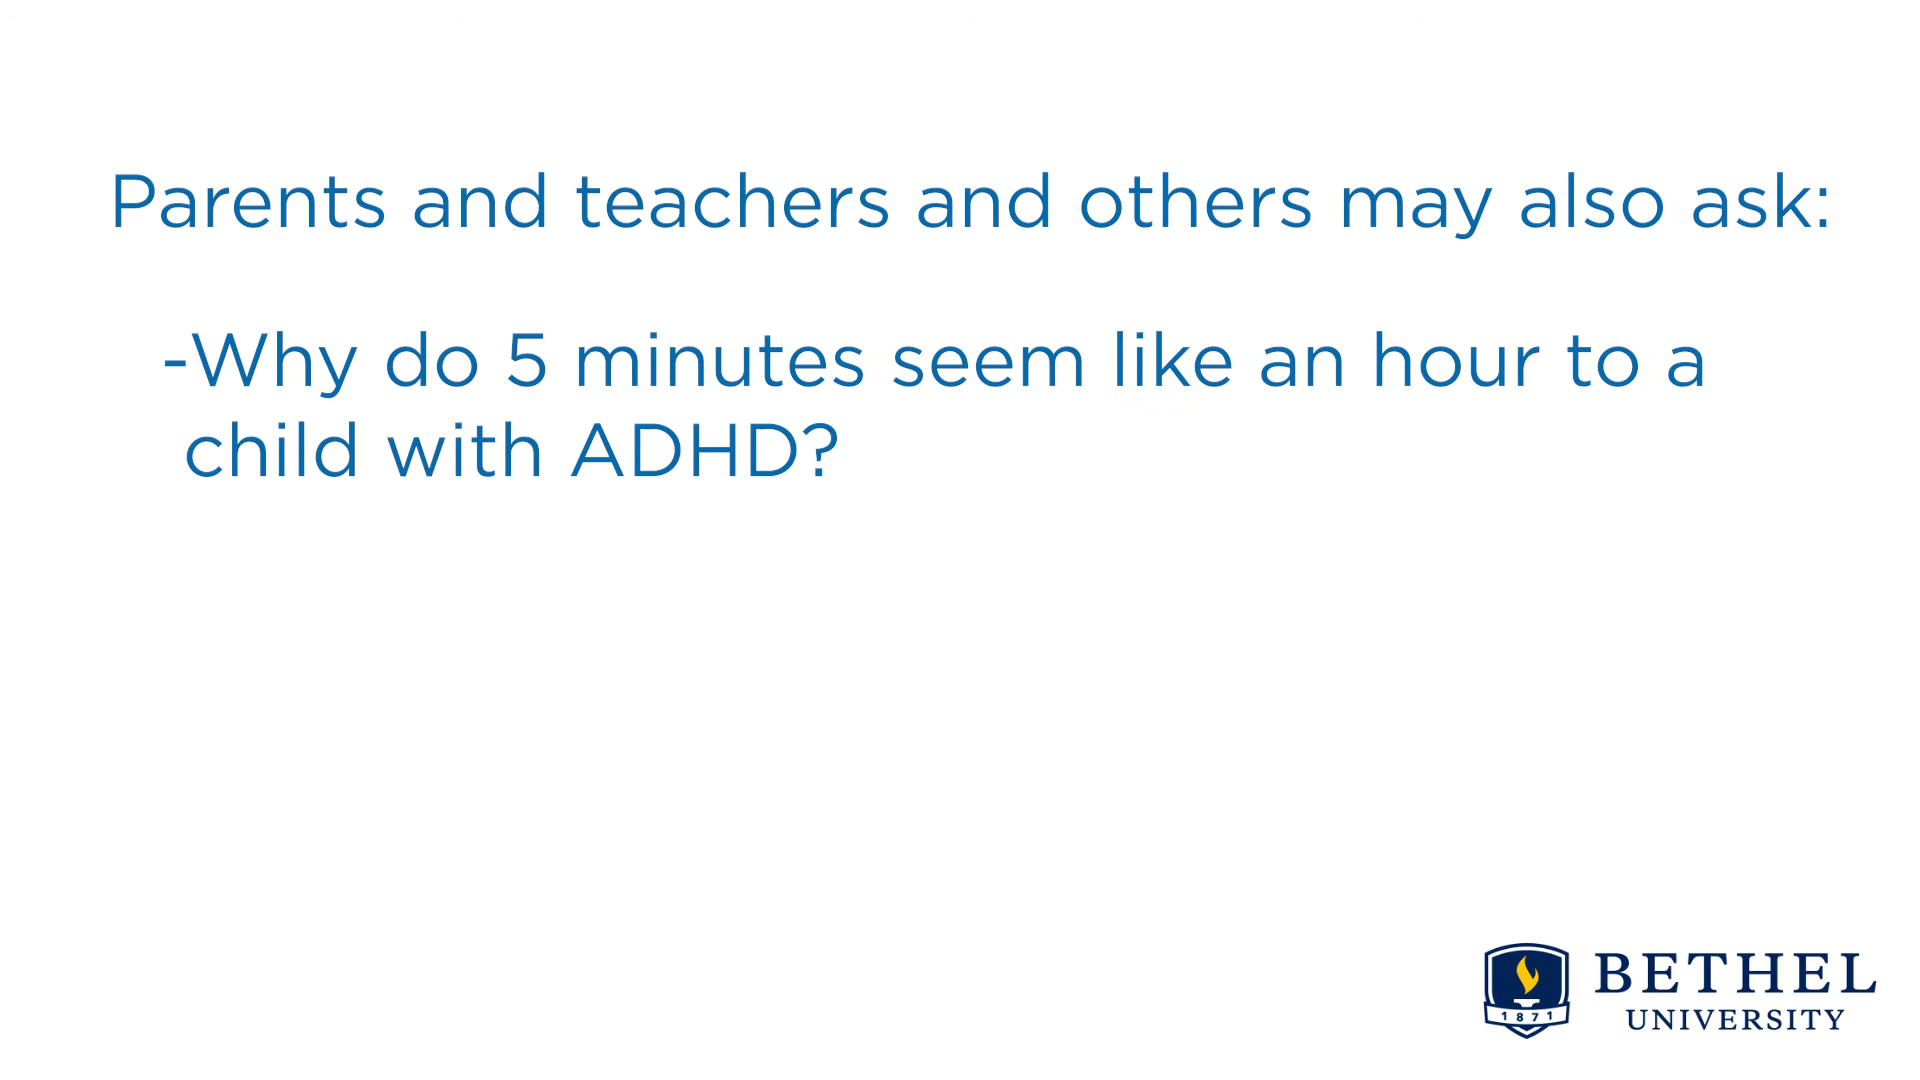 Parents and teachers and others may also ask:
-Why do 5 minutes seem like an hour to a
child with ADHD?
1871
BETHEL
UNIVERSITY